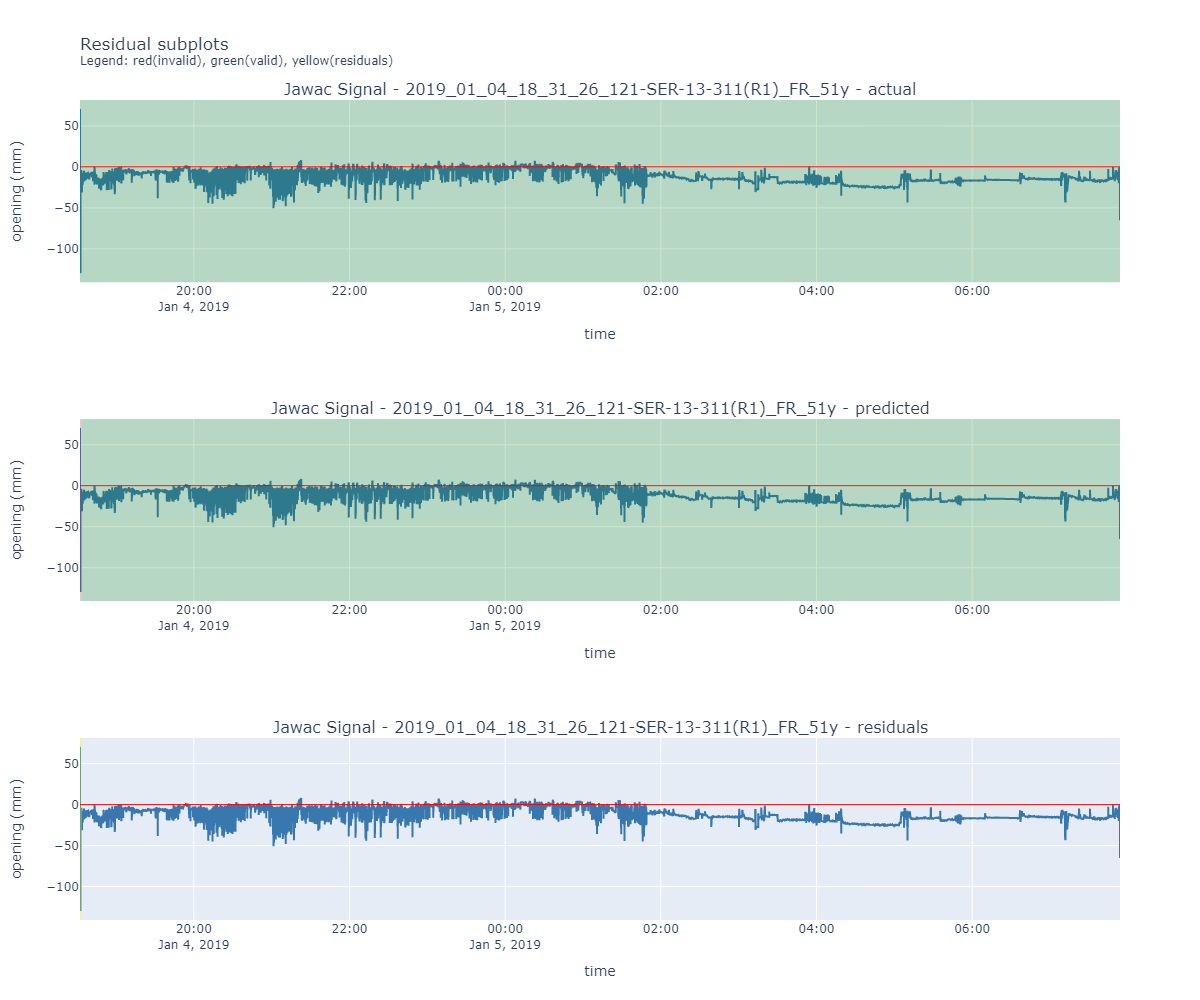 Residual subplots
Legend: red(invalid), green(valid), yellow(residuals)
Jawac Signal - 2019_01_04_18_31_26_121-SER-13-311(R1)_FR_51y - actual
opening (mm)
50
0
−50
−100
20:00
22:00
00:00
02:00
04:00
06:00
Jan 4, 2019
Jan 5, 2019
time
Jawac Signal - 2019_01_04_18_31_26_121-SER-13-311(R1)_FR_51y - predicted
opening (mm)
50
0
−50
−100
20:00
22:00
00:00
02:00
04:00
06:00
Jan 4, 2019
Jan 5, 2019
time
Jawac Signal - 2019_01_04_18_31_26_121-SER-13-311(R1)_FR_51y - residuals
opening (mm)
50
0
−50
−100
20:00
22:00
00:00
02:00
04:00
06:00
Jan 4, 2019
Jan 5, 2019
time